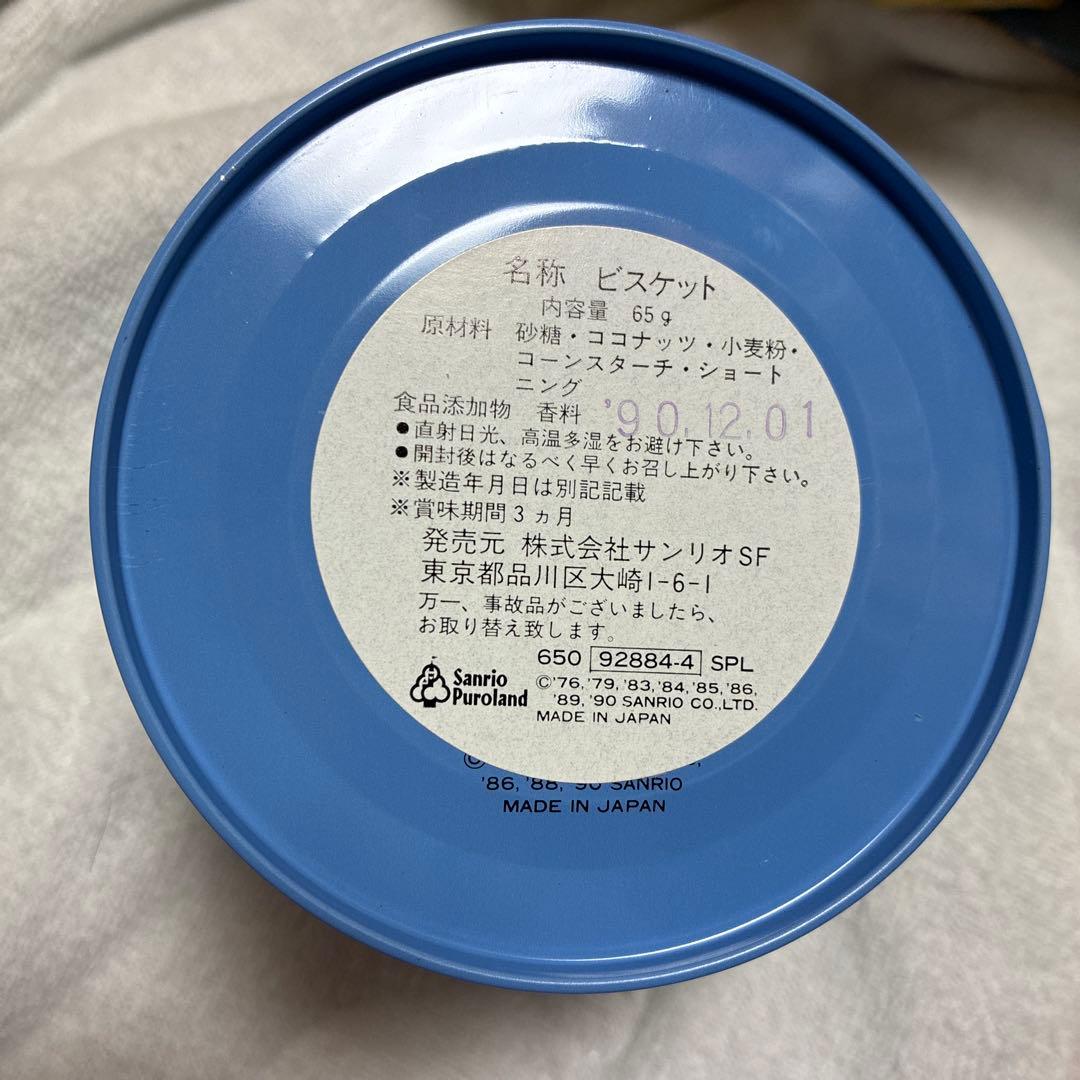 名称 ビスケット
内容量 65g
原材料 砂糖・ココナッツ・小麦粉・
コーンスターチ・ショート
ニング
食品添加物 香料 '90.12.01
●直射日光、高温多湿をお避け下さい。
●開封後はなるべく早くお召し上がり下さい。
※製造年月日は別記記載
※賞味期間3ヵ月
発売元 株式会社サンリオSF
東京都品川区大崎1-6-1
万一、事故品がございましたら、
お取り替え致します。
650 92884-4 SPL
Sanrio
Puroland
©'76,'79,'83,'84,'85,'86,
'89,'90 SANRIO CO.,LTD.
MADE IN JAPAN
'86, '88, '90 SANRIO
MADE IN JAPAN